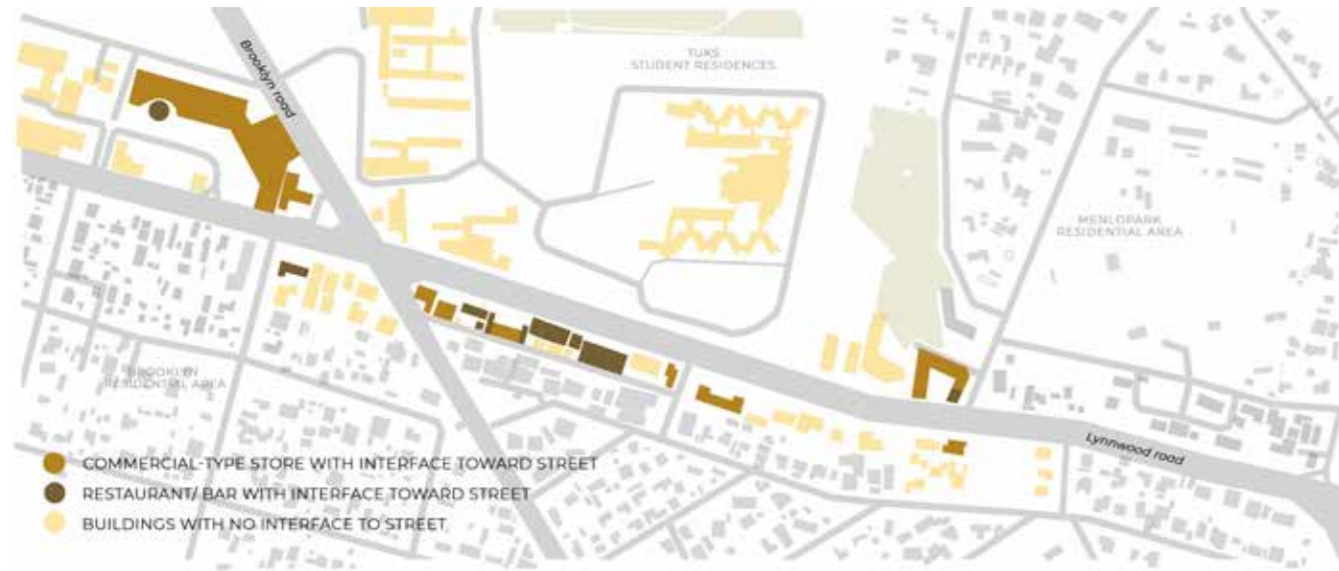 Brooklyn road
TUKS
STUDENT RESIDENCES
MENLOPARK
RESIDENTIAL AREA
BROOKLYN
RESIDENTIAL AREA
Lynnwood road
COMMERCIAL-TYPE STORE WITH INTERFACE TOWARD STREET
RESTAURANT/ BAR WITH INTERFACE TOWARD STREET
BUILDINGS WITH NO INTERFACE TO STREET